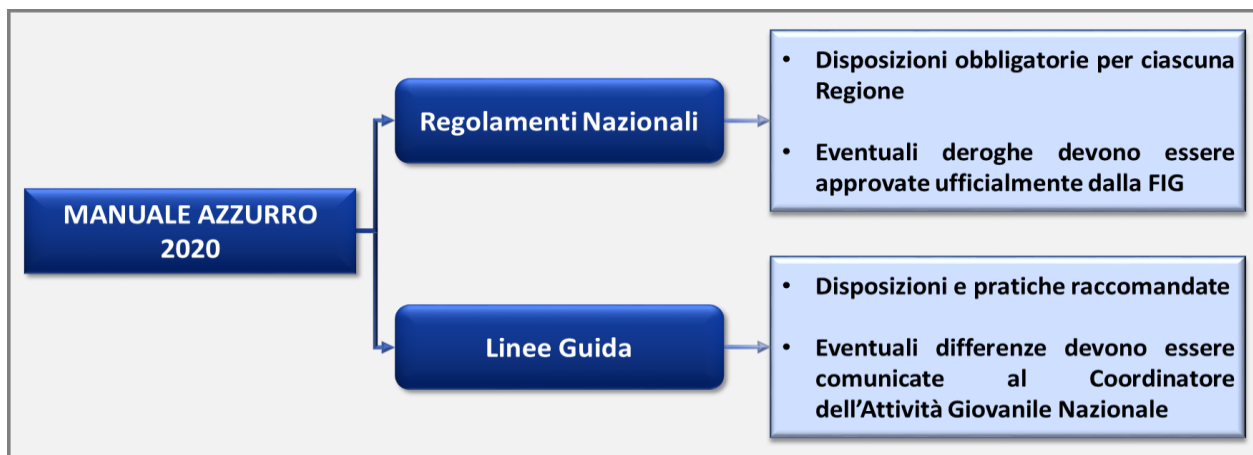 MANUALE AZZURRO
2020
Regolamenti Nazionali
• Disposizioni obbligatorie per ciascuna
Regione
• Eventuali deroghe devono essere
approvate ufficialmente dalla FIG
Linee Guida
• Disposizioni e pratiche raccomandate
• Eventuali differenze devono essere
comunicate al Coordinatore
dell'Attività Giovanile Nazionale